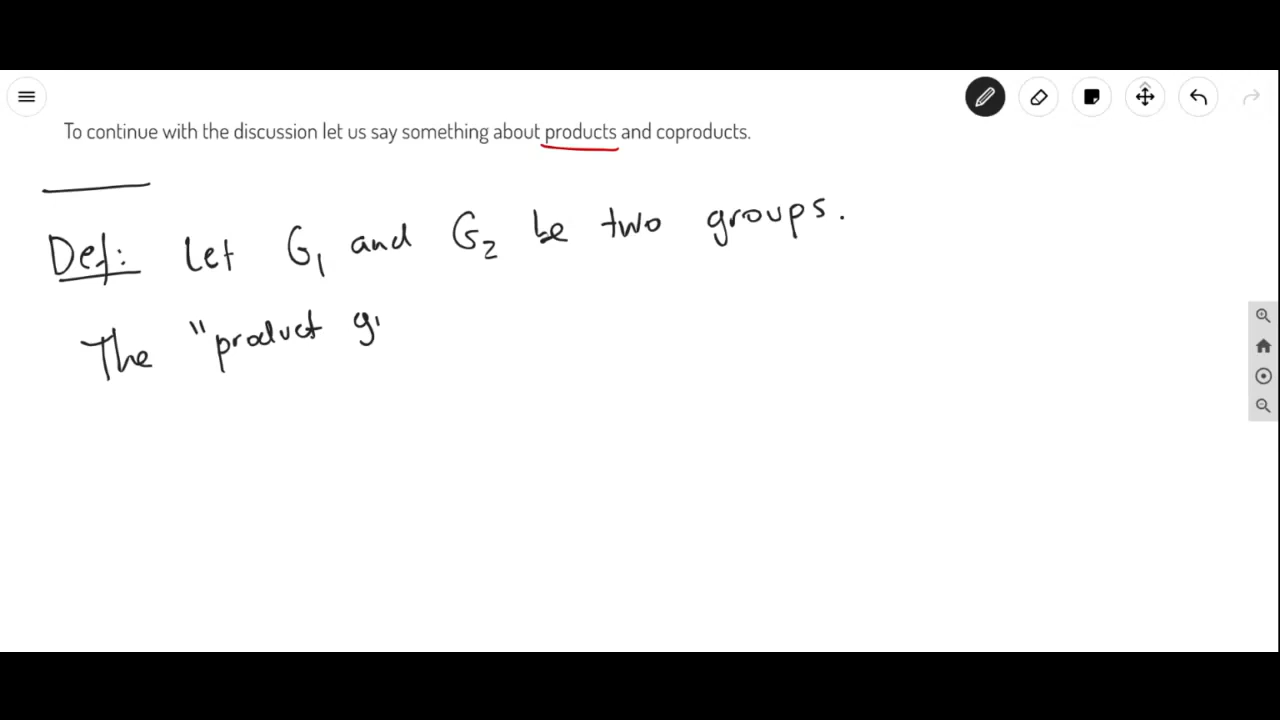 To continue with the discussion let us say something about products and coproducts.
Def: Let G₁ and G₂ be two groups.
The "product g